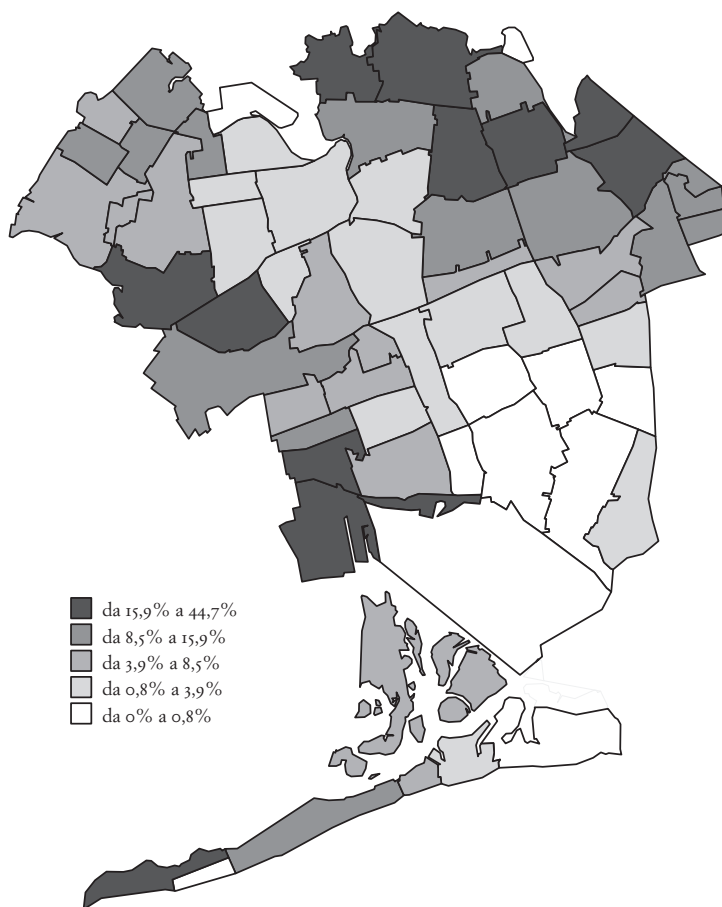 da 15,9% a 44,7%
da 8,5% a 15,9%
da 3,9% a 8,5%
da 0,8% a 3,9%
da 0% a 0,8%